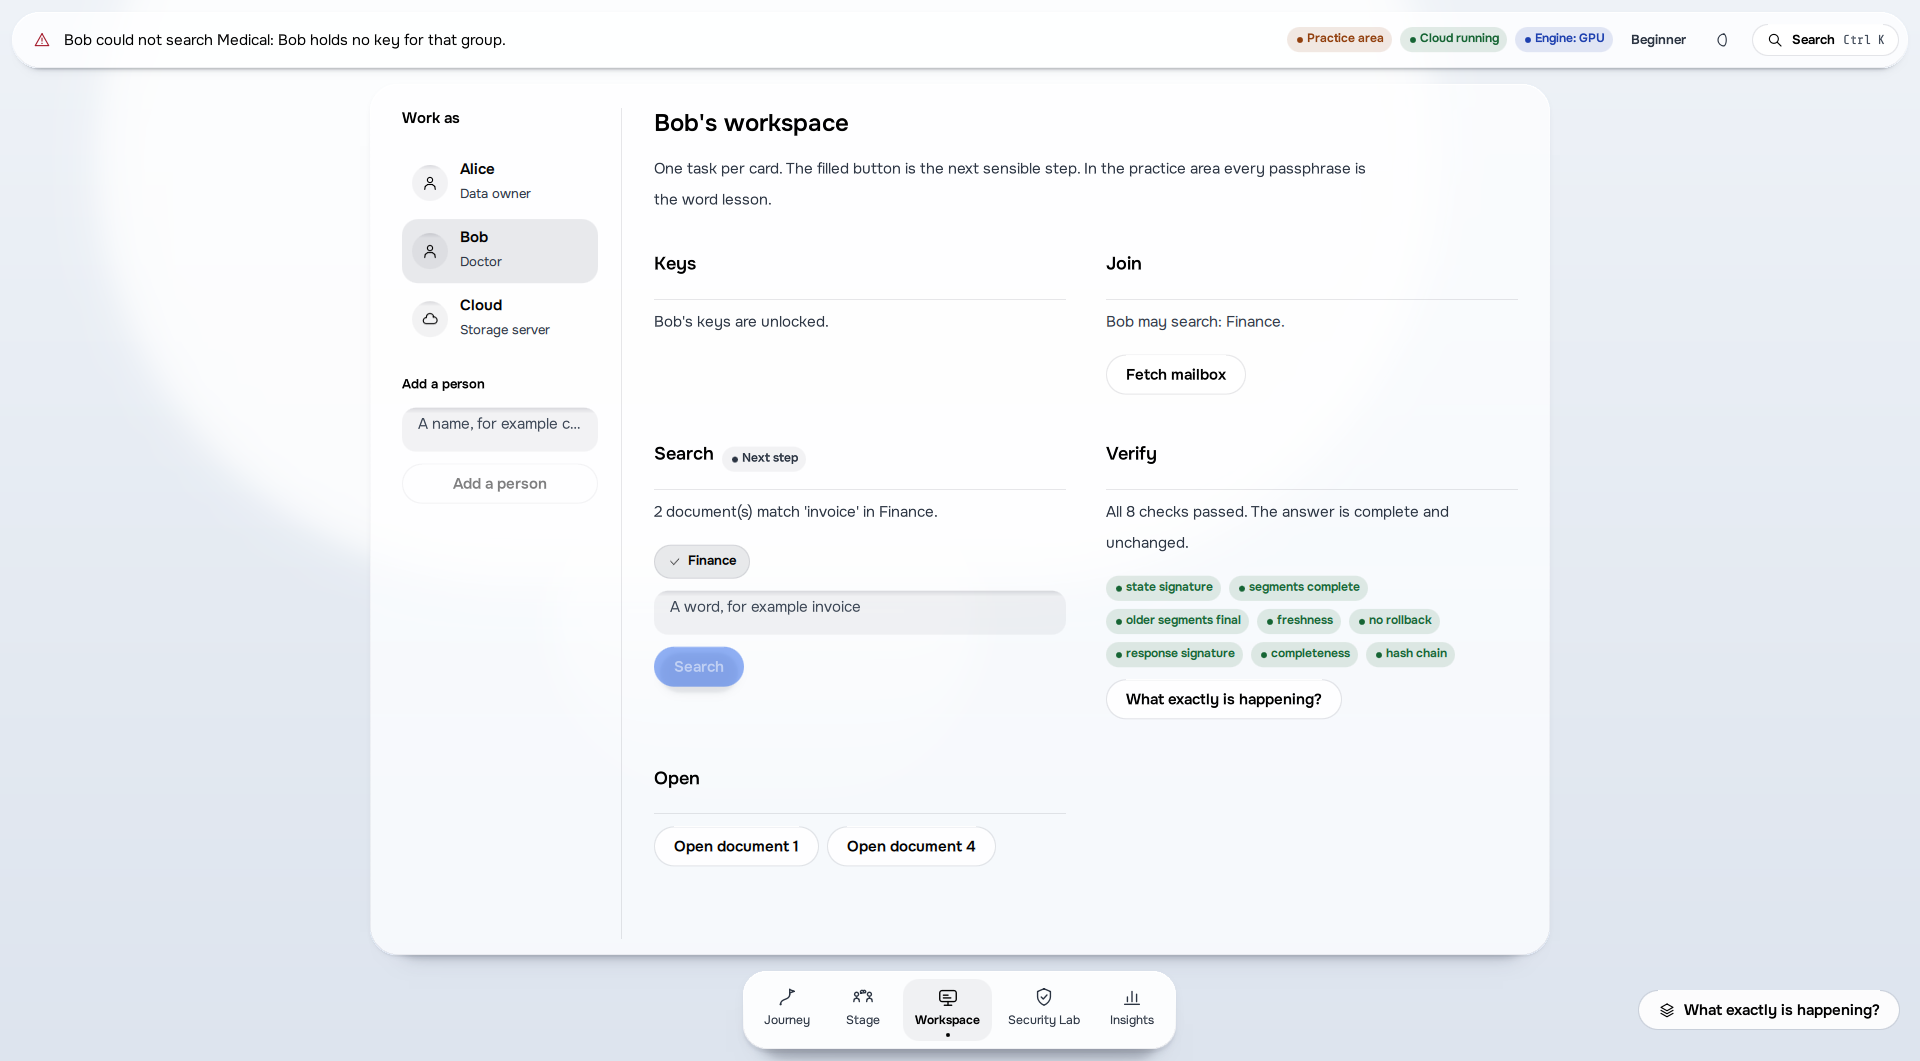 Bob could not search Medical: Bob holds no key for that group.
Practice area
Cloud running
Engine: GPU
Beginner
Search Ctrl K
Work as
Alice
Data owner
Bob
Doctor
Cloud
Storage server
Add a person
A name, for example c...
Add a person
Bob's workspace
One task per card. The filled button is the next sensible step. In the practice area every passphrase is
the word lesson.
Keys
Bob's keys are unlocked.
Join
Bob may search: Finance.
Fetch mailbox
Search
Next step
2 document(s) match 'invoice' in Finance.
Finance
A word, for example invoice
Search
Verify
All 8 checks passed. The answer is complete and
unchanged.
state signature
segments complete
older segments final
freshness
no rollback
response signature
completeness
hash chain
What exactly is happening?
Open
Open document 1
Open document 4
Journey
Stage
Workspace
Security Lab
Insights
What exactly is happening?